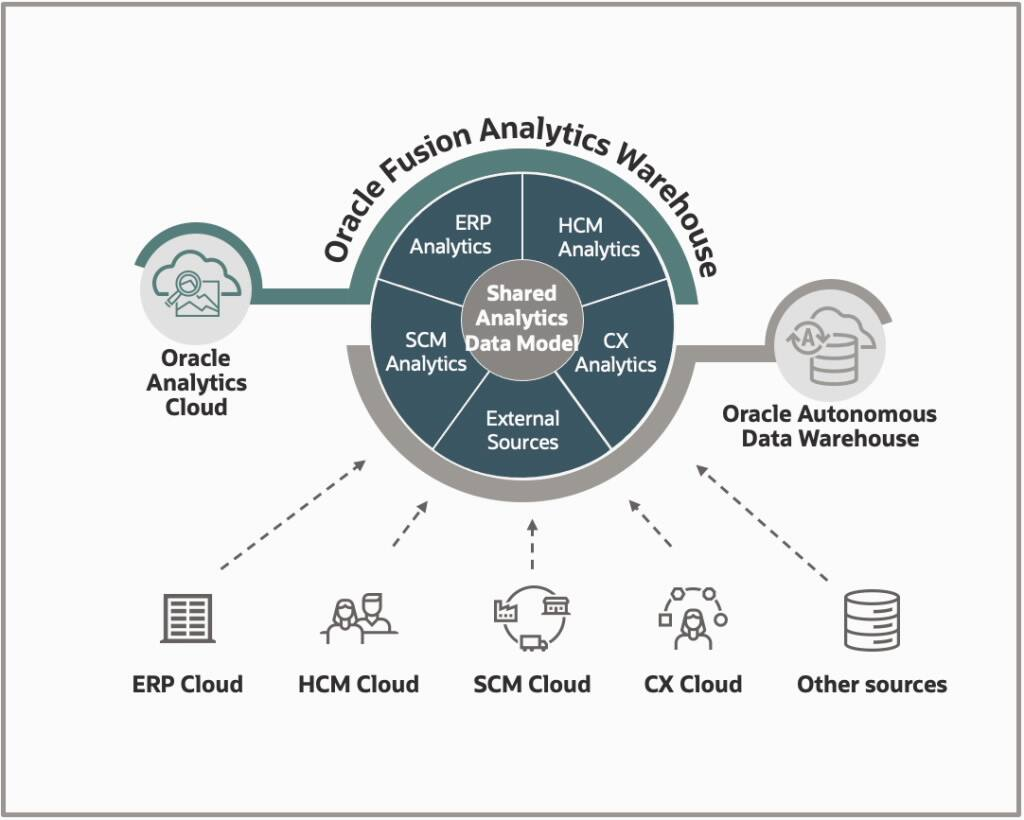 Oracle Fusion Analytics Warehouse
ERP
Analytics
HCM
Analytics
Shared
Analytics
Data Model
SCM
Analytics
CX
Analytics
External
Sources
Oracle
Analytics
Cloud
A
Oracle Autonomous
Data Warehouse
ERP Cloud
HCM Cloud
SCM Cloud
CX Cloud
Other sources